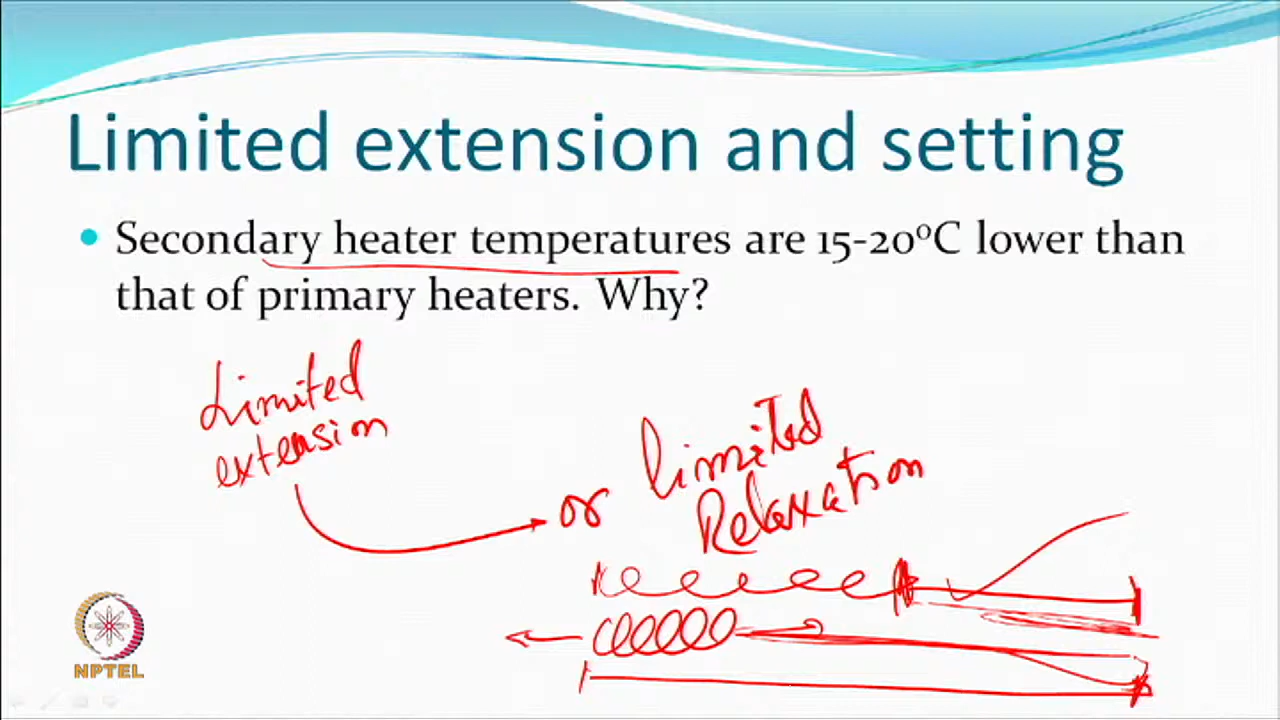 Limited extension and setting
Secondary heater temperatures are 15-20⁰C lower than
that of primary heaters. Why?
Limited
extension
or limited
Relaxation
NPTEL